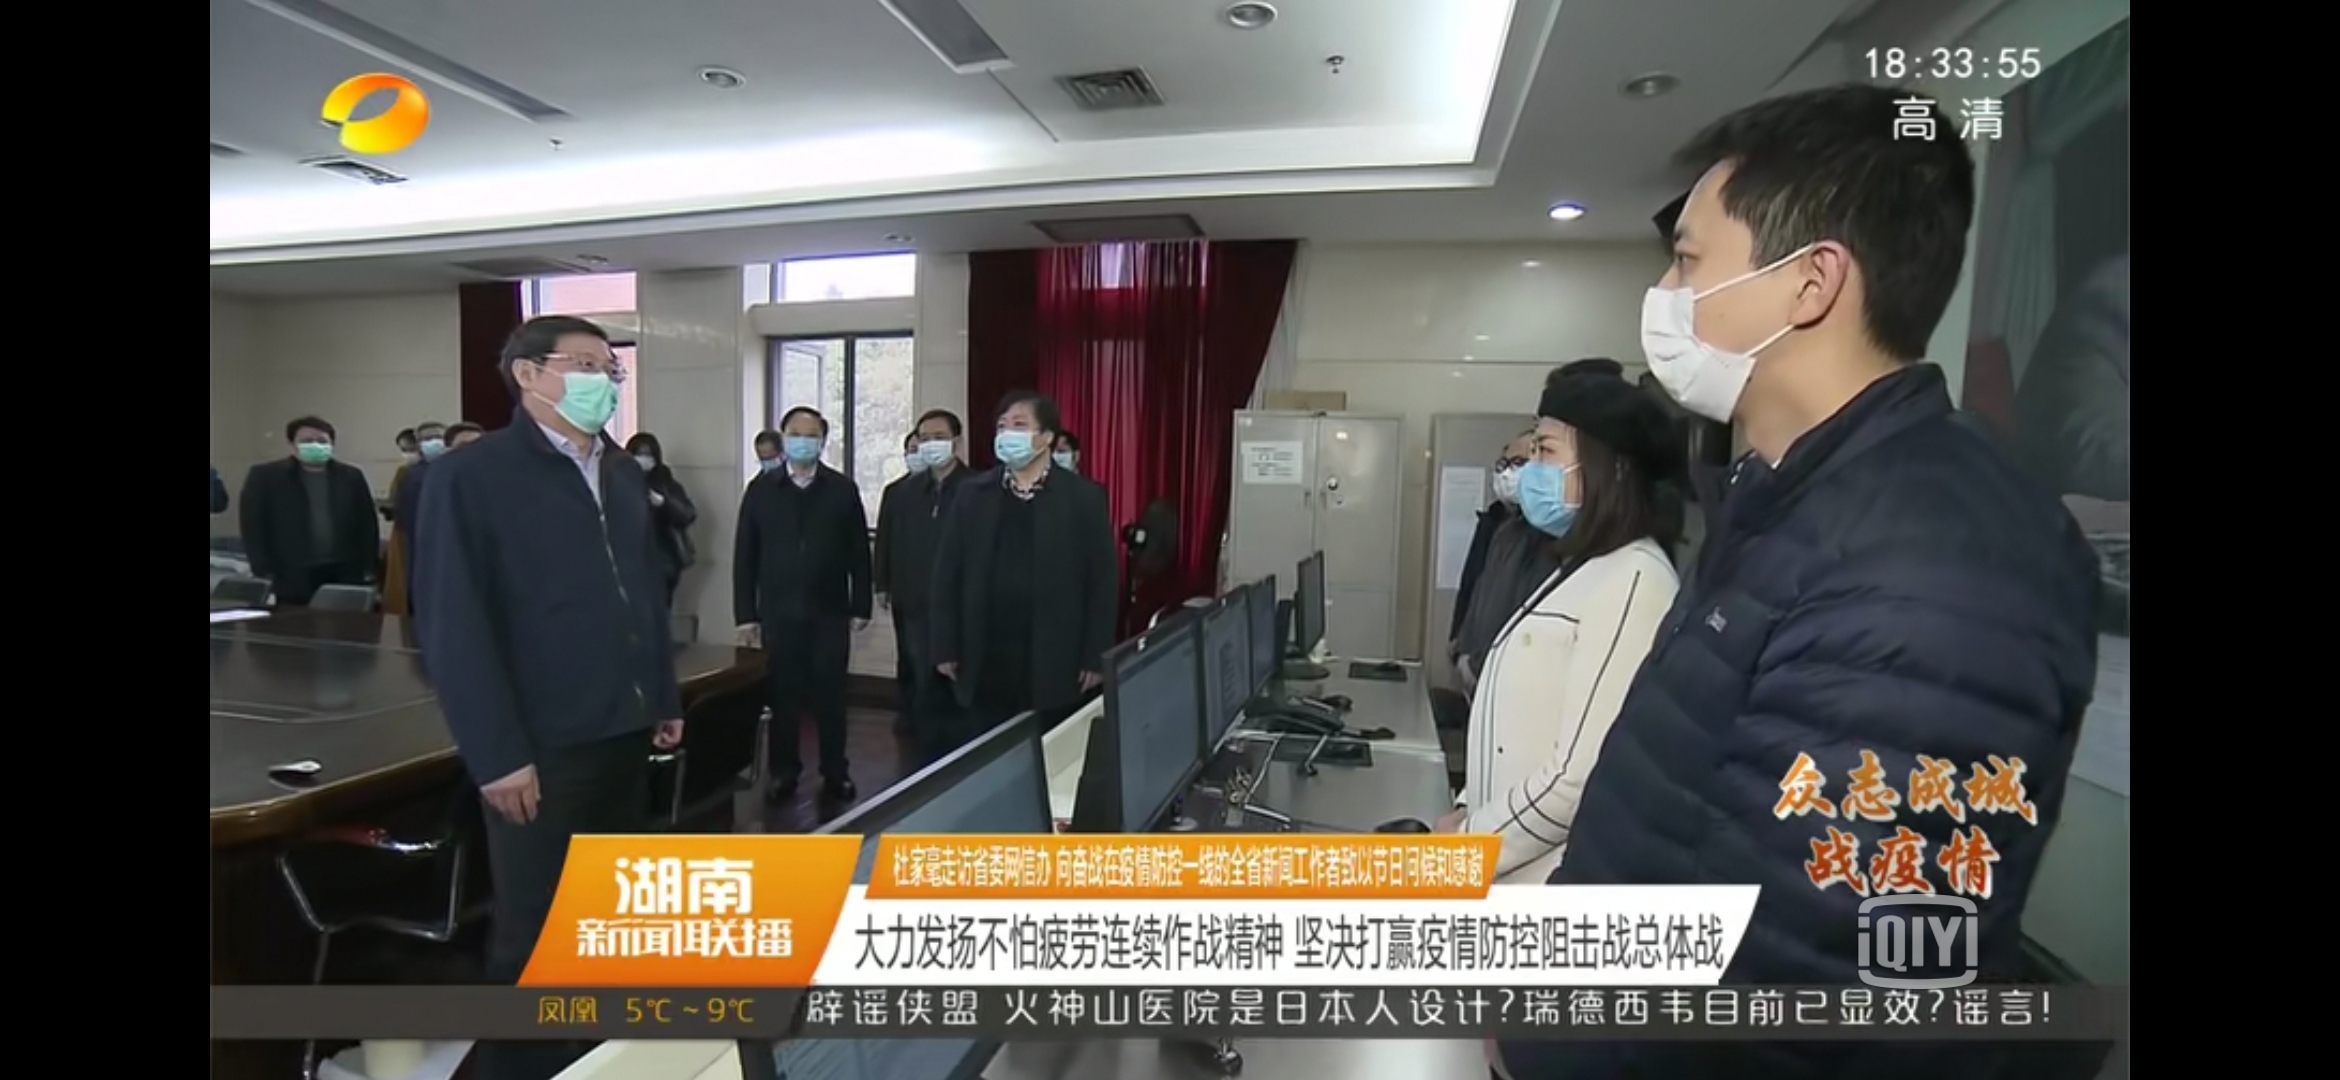 18:33:55
高清
众志成城
战疫情
iQIYI
湖南
新闻联播
杜家毫走访省委网信办 向奋战在疫情防控一线的全省新闻工作者致以节日问候和感谢
大力发扬不怕疲劳连续作战精神 坚决打赢疫情防控阻击战总体战
凤凰 5℃~9℃
辟谣侠盟 火神山医院是日本人设计?瑞德西韦目前已显效?谣言!